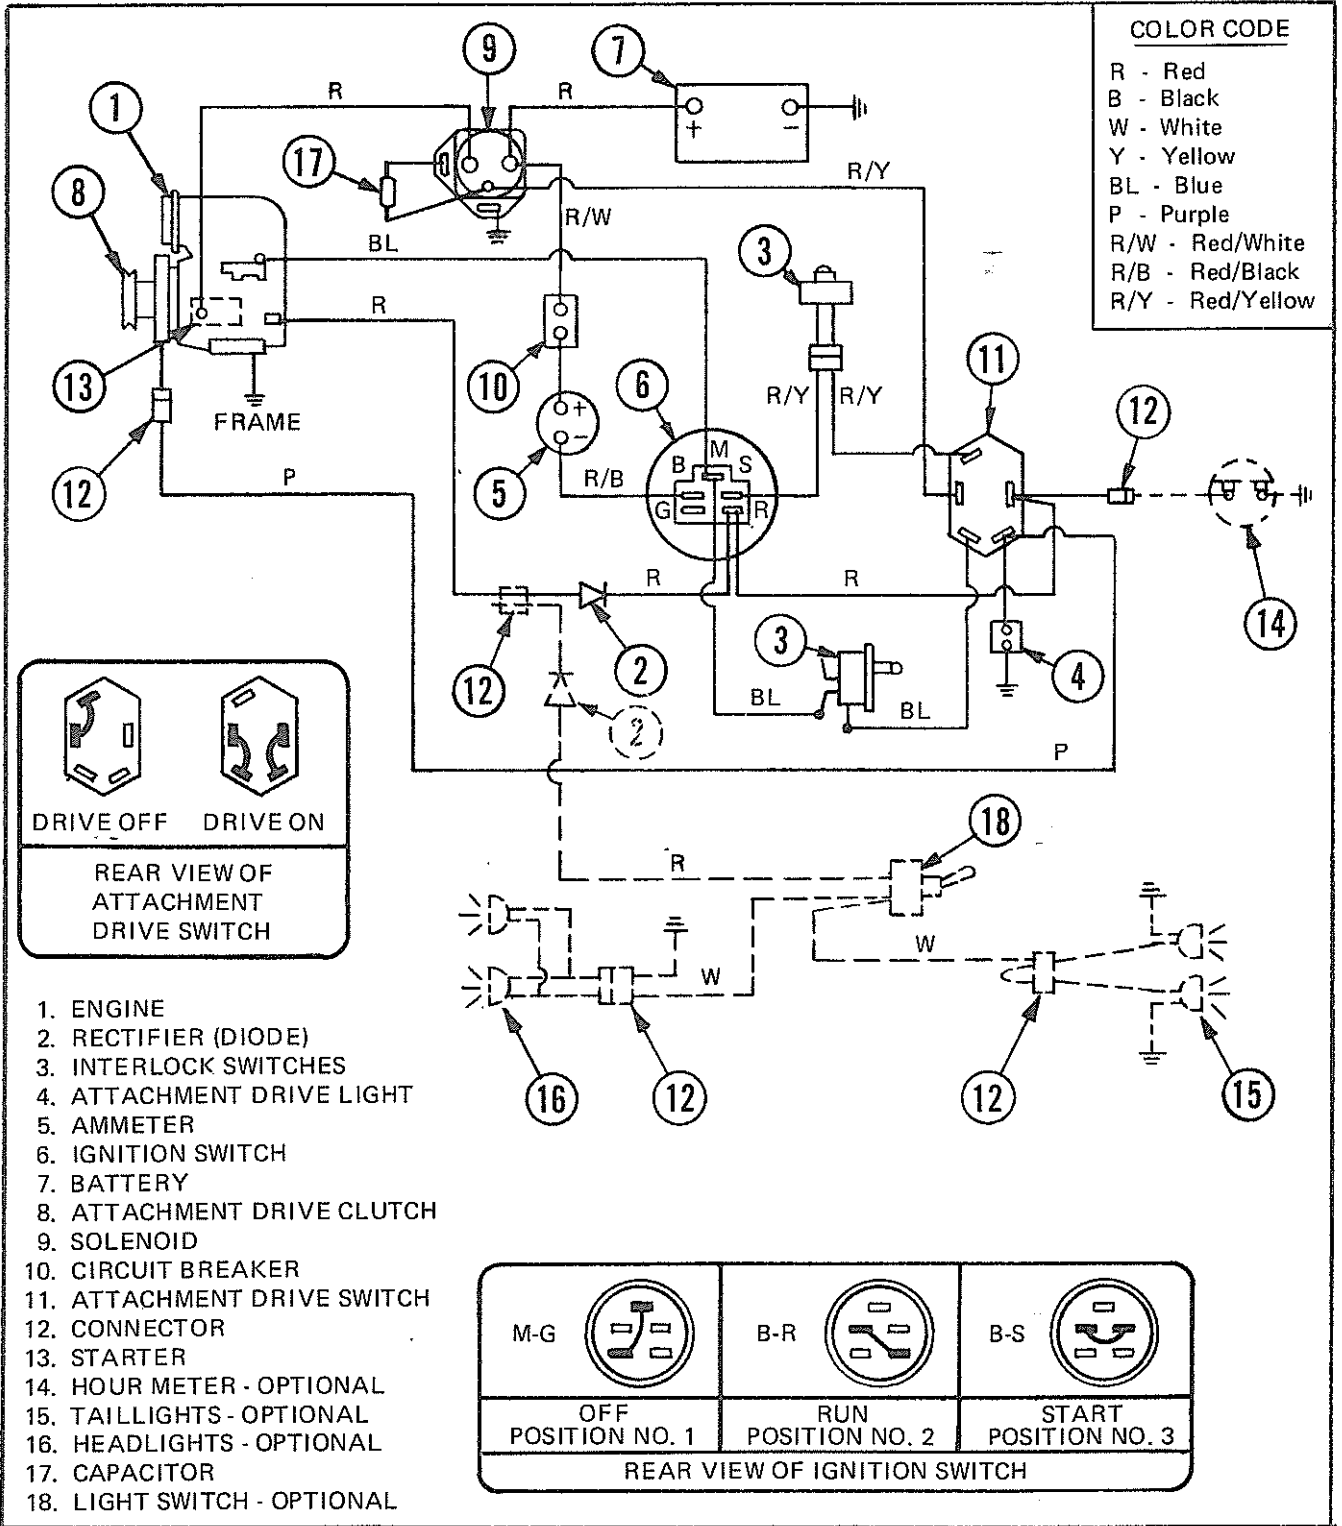 COLOR CODE
R - Red
B - Black
W - White
Y - Yellow
BL - Blue
P - Purple
R/W - Red/White
R/B - Red/Black
R/Y - Red/Yellow
9
7
1
R
R
+
−
17
8
R/Y
R/W
BL
3
R
10
6
11
13
+
R/Y
R/Y
12
FRAME
−
M
B
S
12
P
5
R/B
G
R
R
R
14
3
12
2
4
BL
BL
2
P
DRIVE OFF
DRIVE ON
REAR VIEW OF
ATTACHMENT
DRIVE SWITCH
18
R
W
W
16
12
12
15
1. ENGINE
2. RECTIFIER (DIODE)
3. INTERLOCK SWITCHES
4. ATTACHMENT DRIVE LIGHT
5. AMMETER
6. IGNITION SWITCH
7. BATTERY
8. ATTACHMENT DRIVE CLUTCH
9. SOLENOID
10. CIRCUIT BREAKER
11. ATTACHMENT DRIVE SWITCH
12. CONNECTOR
13. STARTER
14. HOUR METER - OPTIONAL
15. TAILLIGHTS - OPTIONAL
16. HEADLIGHTS - OPTIONAL
17. CAPACITOR
18. LIGHT SWITCH - OPTIONAL
M-G
B-R
B-S
OFF
POSITION NO. 1
RUN
POSITION NO. 2
START
POSITION NO. 3
REAR VIEW OF IGNITION SWITCH
12